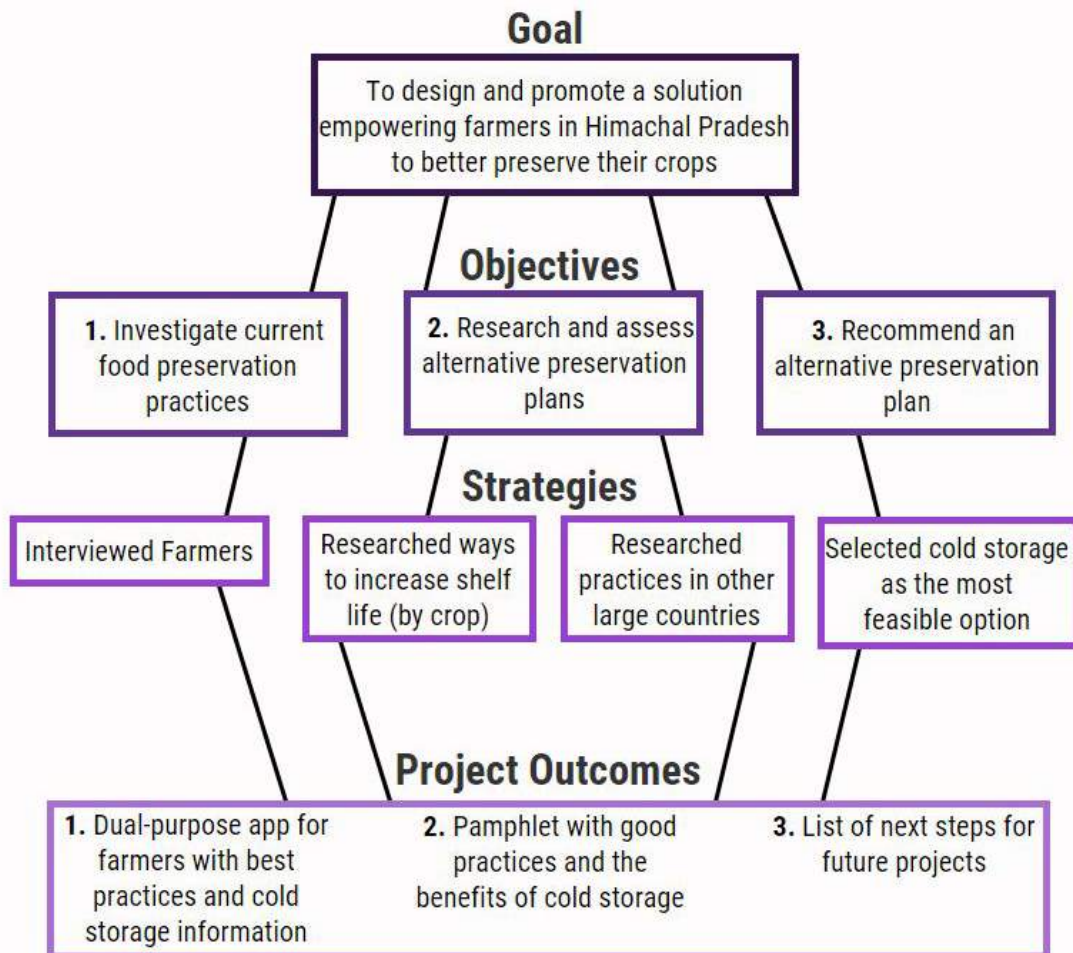 Goal
To design and promote a solution
empowering farmers in Himachal Pradesh
to better preserve their crops
Objectives
1. Investigate current
food preservation
practices
2. Research and assess
alternative preservation
plans
3. Recommend an
alternative preservation
plan
Strategies
Interviewed Farmers
Researched ways
to increase shelf
life (by crop)
Researched
practices in other
large countries
Selected cold storage
as the most
feasible option
Project Outcomes
1. Dual-purpose app for
farmers with best
practices and cold
storage information
2. Pamphlet with good
practices and the
benefits of cold storage
3. List of next steps for
future projects